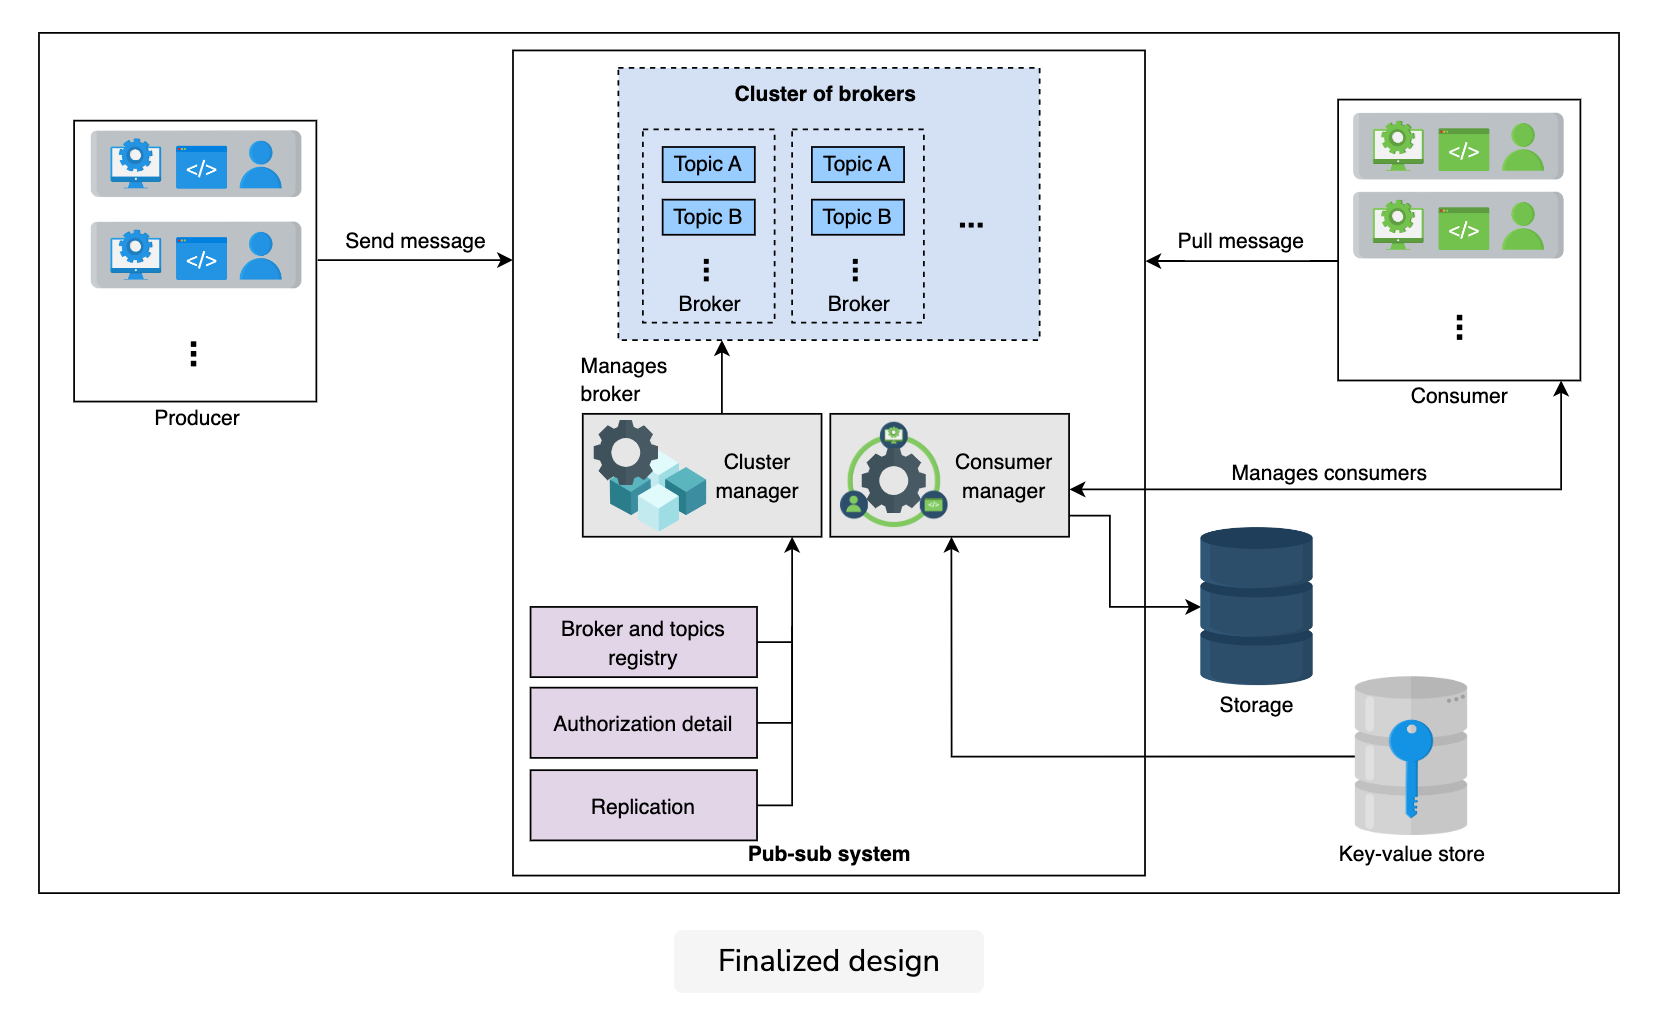 Cluster of brokers
Topic A
Topic B
Broker
Topic A
Topic B
Broker
...
Send message
Pull message
Producer
Consumer
Manages
broker
Cluster
manager
Consumer
manager
Manages consumers
Broker and topics
registry
Authorization detail
Replication
Storage
Key-value store
Pub-sub system
Finalized design